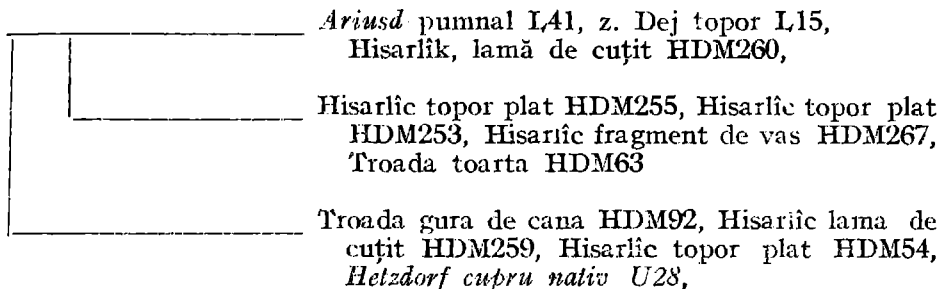 Ariusd pumnal L41, z. Dej topor L15,
Hisarlîk, lamă de cuțit HDM260,
Hisarlîc topor plat HDM255, Hisarlîc topor plat
HDM253, Hisarlîc fragment de vas HDM267,
Troada toarta HDM63
Troada gura de cana HDM92, Hisarlîc lama de
cuțit HDM259, Hisarlîc topor plat HDM54,
Hetzdorf cupru nativ U28,